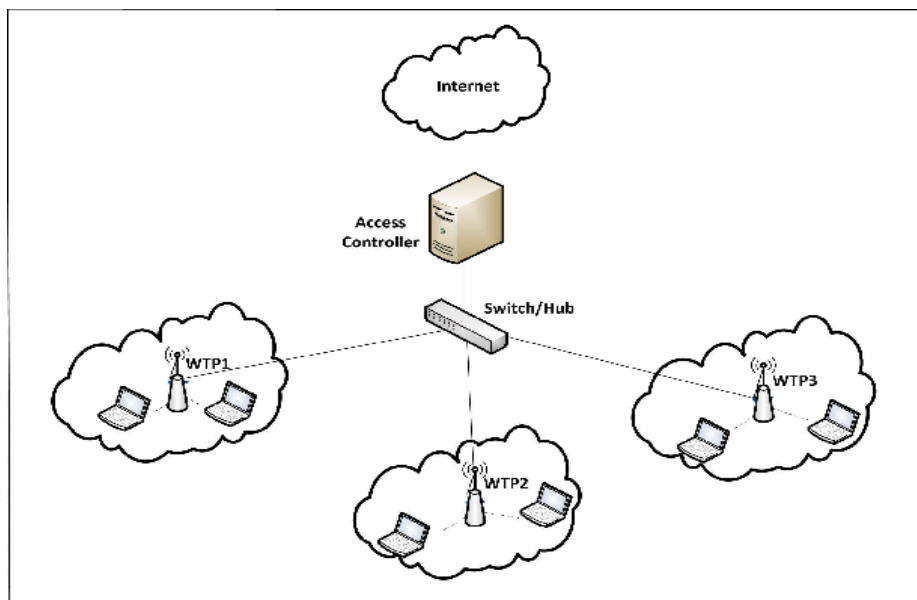 Internet
Access
Controller
Switch/Hub
WTP1
WTP3
WTP2